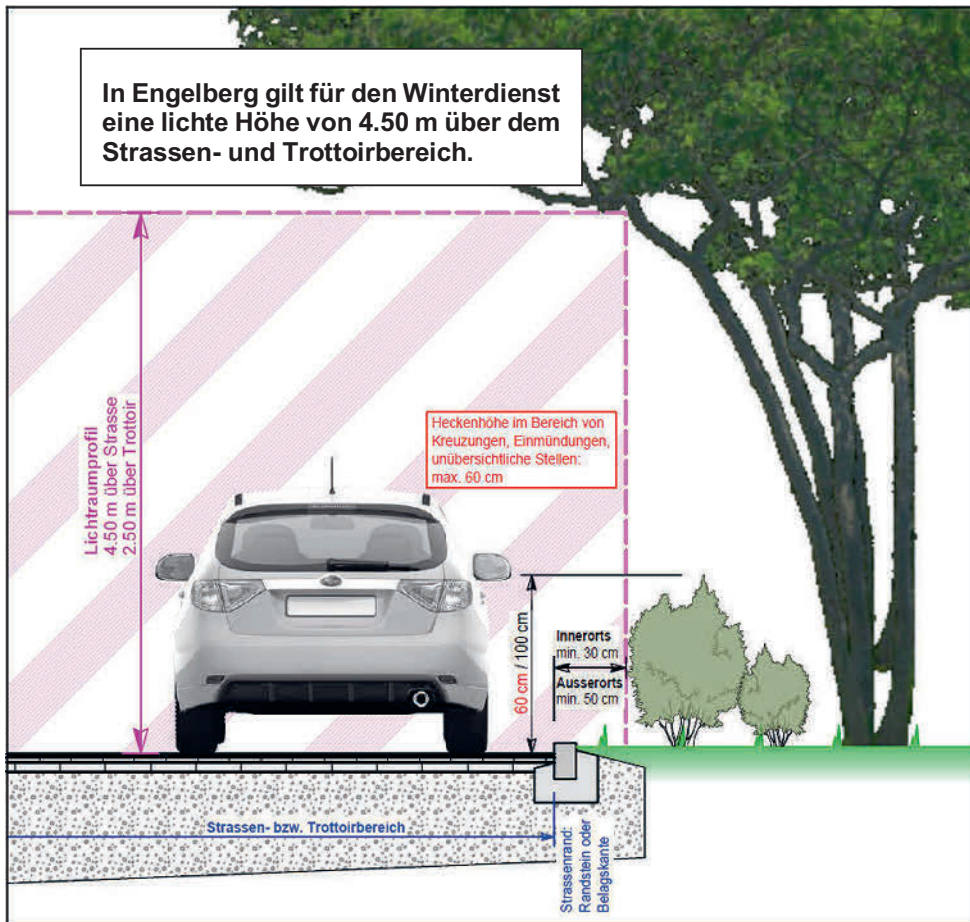 In Engelberg gilt für den Winterdienst
eine lichte Höhe von 4.50 m über dem
Strassen- und Trottoirbereich.
Lichtraumprofil
4.50 m über Strasse
2.50 m über Trottoir
Heckenhöhe im Bereich von
Kreuzungen, Einmündungen,
unübersichtliche Stellen:
max. 60 cm
60 cm / 100 cm
Innerorts
min. 30 cm
Ausserorts
min. 50 cm
Strassen- bzw. Trottoirbereich
Strassenrand:
Randstein oder
Belagskante